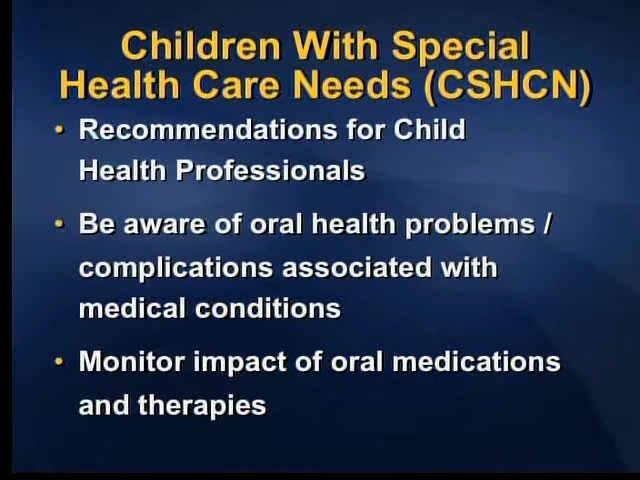 Children With Special
Health Care Needs (CSHCN)
• Recommendations for Child
Health Professionals
• Be aware of oral health problems /
complications associated with
medical conditions
• Monitor impact of oral medications
and therapies